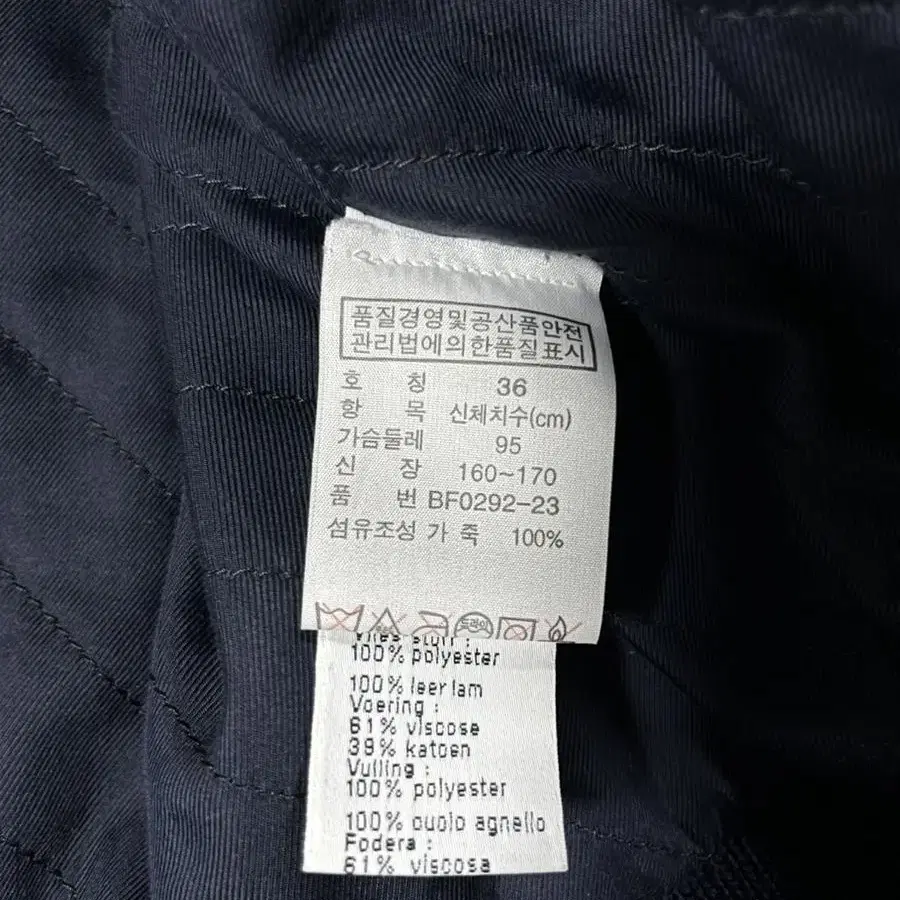 품질경영및공산품안전
관리법에의한품질표시
호 칭 36
항 목 신체치수(cm)
가슴둘레 95
신 장 160~170
품 번 BF0292-23
섬유조성 가 죽 100%
드라이
100% polyester
100% leer lam
Voering :
61% viscose
39% katoen
Vulling :
100% polyester
100% cuoio agnello
Fodera :
61% viscosa